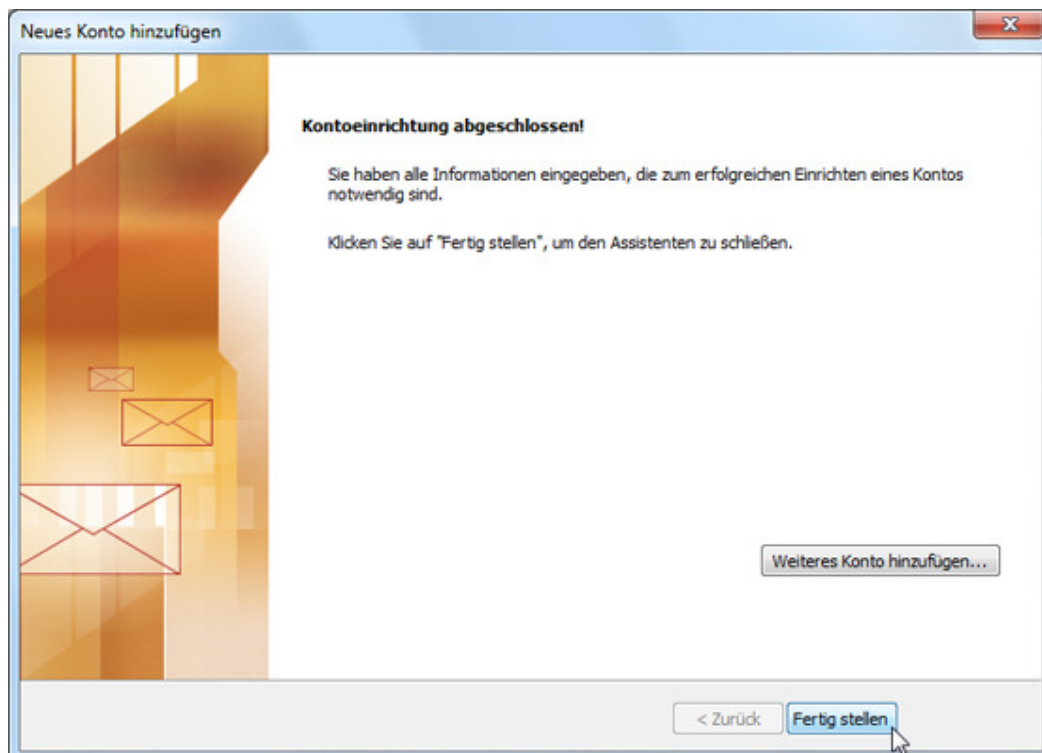 Neues Konto hinzufügen
Kontoeinrichtung abgeschlossen!
Sie haben alle Informationen eingegeben, die zum erfolgreichen Einrichten eines Kontos
notwendig sind.
Klicken Sie auf "Fertig stellen", um den Assistenten zu schließen.
Weiteres Konto hinzufügen...
< Zurück
Fertig stellen